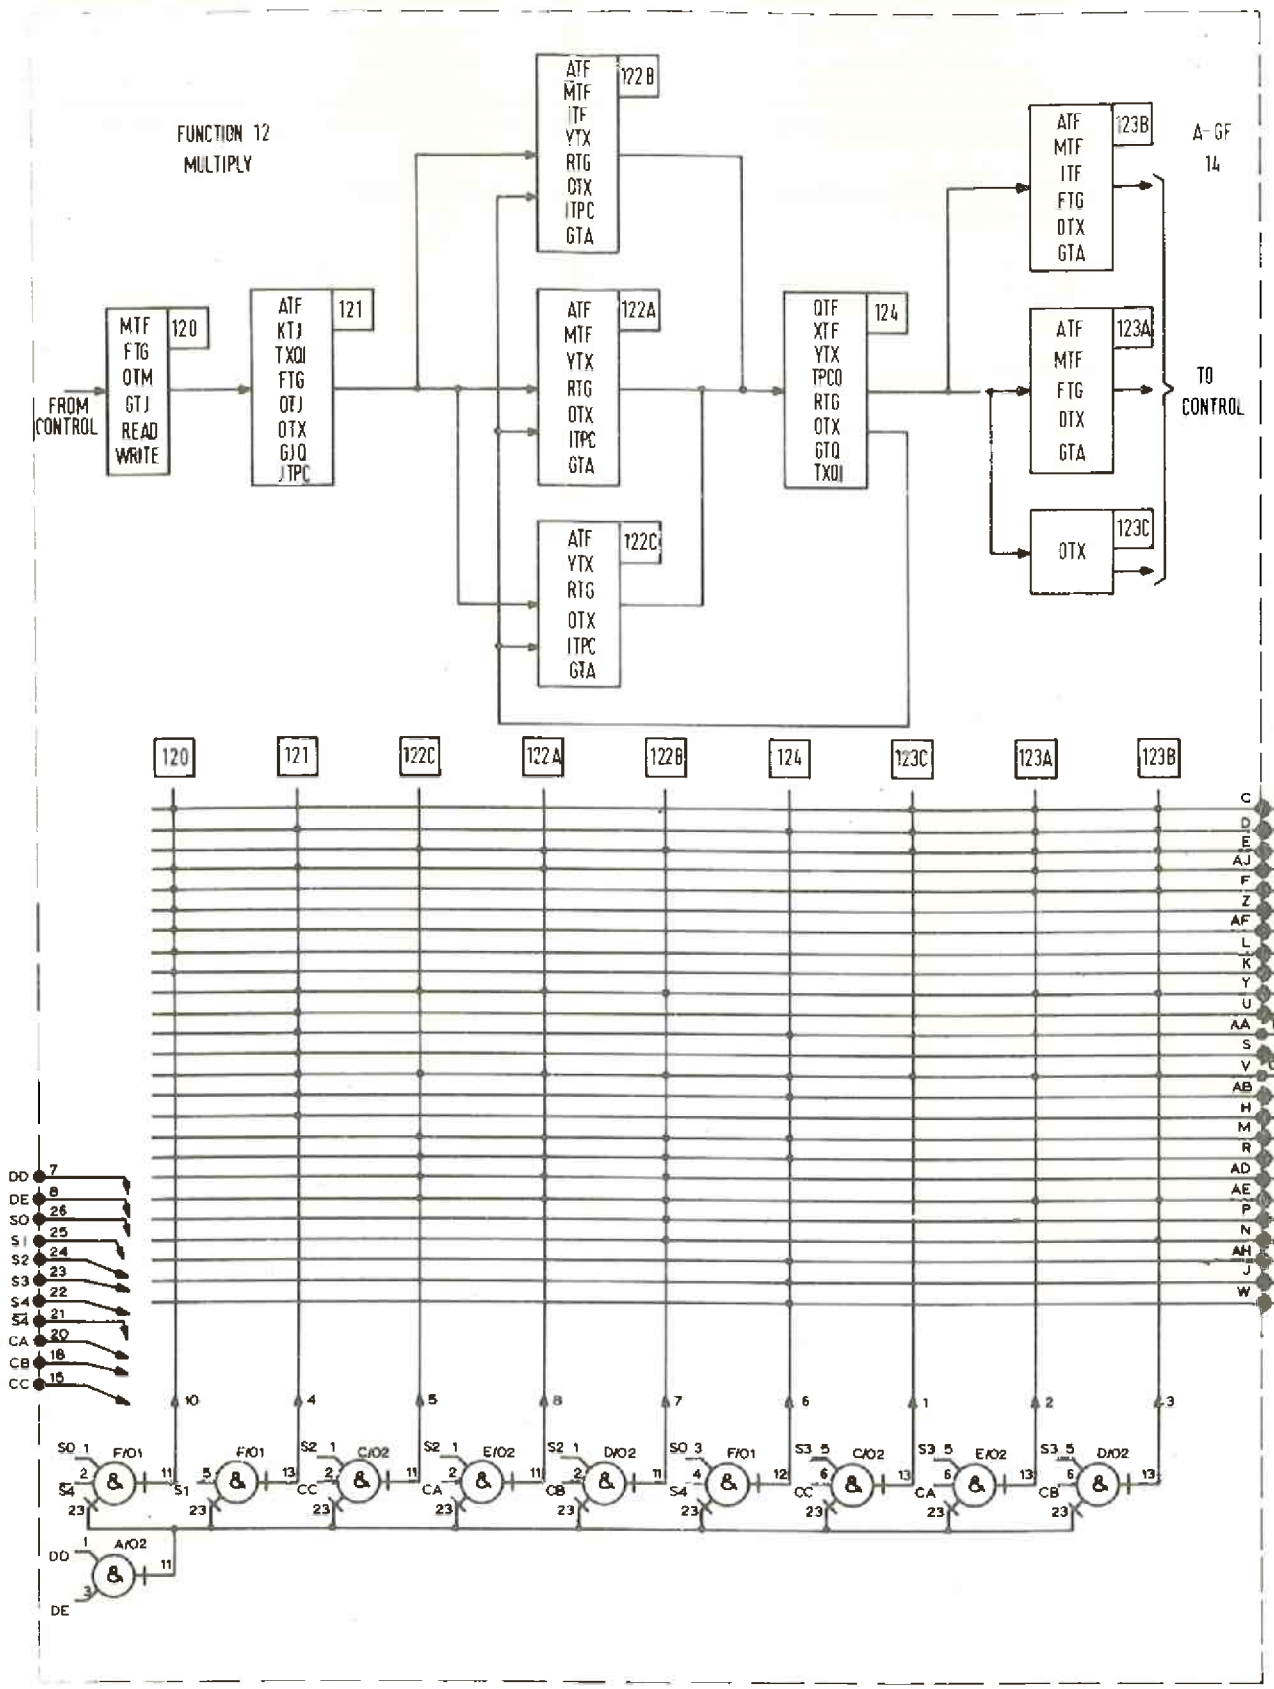 FUNCTION 12
MULTIPLY
A-GF
14
FROM
CONTROL
120
MTF
FTG
OTM
GTJ
READ
WRITE
121
ATF
KTJ
TXQI
FTG
OTJ
OTX
GJQ
JTPC
122B
ATF
MTF
ITF
YTX
RTG
OTX
ITPC
GTA
122A
ATF
MTF
YTX
RTG
OTX
ITPC
GTA
122C
ATF
YTX
RTG
OTX
ITPC
GTA
124
QTF
XTF
YTX
TPCQ
RTG
OTX
GTQ
TXQI
123B
ATF
MTF
ITF
FTG
OTX
GTA
123A
ATF
MTF
FTG
OTX
GTA
123C
OTX
TO
CONTROL
120 121 122C 122A 122B 124 123C 123A 123B
C
D
E
AJ
F
Z
AF
L
K
Y
U
AA
S
V
AB
H
M
R
AD
AE
P
N
AH
J
W
DD 7
DE 8
S0 26
S1 25
S2 24
S3 23
S4 22
S4 21
CA 20
CB 18
CC 15
10 4 5 8 7 6 1 2 3
S0 1 F/01 2 & 11 S4 23
S1 5 F/01 & 13 23
S2 1 C/02 CC 2 & 11 23
S2 1 E/02 CA 2 & 11 23
S2 1 D/02 CB 2 & 11 23
S0 3 F/01 S4 4 & 12 23
S3 5 C/02 CC 6 & 13 23
S3 5 E/02 CA 6 & 13 23
S3 5 D/02 CB 6 & 13 23
DD 1 A/02 & 11
DE 3